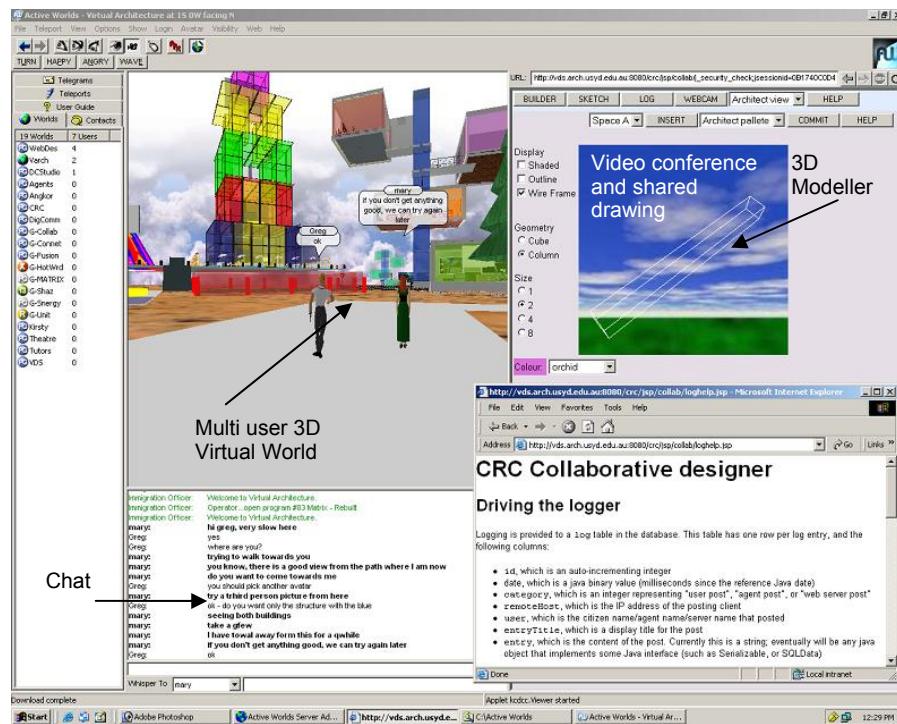 Active Worlds - Virtual Architecture at 15.0W facing N
File Teleport View Options Show Login Avatar Visibility Web Help
TURN HAPPY ANGRY WAVE
Telegrams
Teleports
User Guide
Worlds Contacts
19 Worlds 7 Users
WebDes 4
Varch 2
DCStudio 1
Agents 0
Angkor 0
CRC 0
DigComm 0
G-Collab 0
G-Connet 0
G-Fusion 0
G-HotWrd 0
G-MATRIX 0
G-Shaz 0
G-Snergy 0
G-Unit 0
Kirsty 0
Theatre 0
Tutors 0
VDS 0
mary
if you don't get anything
good, we can try again
later
Greg
ok
Multi user 3D
Virtual World
URL: http://vds.arch.usyd.edu.au:8080/crc/jsp/collab/j_security_check;jsessionid=0B1740C0D4
BUILDER SKETCH LOG WEBCAM Architect view HELP
Space A INSERT Architect pallete COMMIT HELP
Display
Shaded
Outline
Wire Frame
Geometry
Cube
Column
Size
1
2
4
8
Colour: orchid
Video conference
and shared
drawing
3D
Modeller
Chat
Immigration Officer: Welcome to Virtual Architecture.
Immigration Officer: Operator...open program #83 Matrix - Rebuilt
Immigration Officer: Welcome to Virtual Architecture.
mary: hi greg, very slow here
Greg: yes
Greg: where are you?
mary: trying to walk towards you
mary: you know, there is a good view from the path where I am now
mary: do you want to come towards me
Greg: you should pick another avatar
mary: try a trhird person picture from here
Greg: ok - do you want only the structure with the blue
mary: seeing both buildings
mary: take a gfew
mary: I have towal away form this for a qwhile
mary: if you don't get anything good, we can try again later
Greg: ok
Whisper To mary
http://vds.arch.usyd.edu.au:8080/crc/jsp/collab/loghelp.jsp - Microsoft Internet Explorer
File Edit View Favorites Tools Help
Back
Address http://vds.arch.usyd.edu.au:8080/crc/jsp/collab/loghelp.jsp Go Links »
CRC Collaborative designer
Driving the logger
Logging is provided to a log table in the database. This table has one row per log entry, and the
following columns:
• id, which is an auto-incrementing integer
• date, which is a java binary value (milliseconds since the reference Java date)
• category, which is an integer representing "user post", "agent post", or "web server post"
• remoteHost, which is the IP address of the posting client
• user, which is the citizen name/agent name/server name that posted
• entryTitle, which is a display title for the post
• entry, which is the content of the post. Currently this is a string; eventually will be any java
object that implements some Java interface (such as Serializable, or SQLData)
Done Local intranet
Download complete Applet kcdcc.Viewer started
Start Adobe Photoshop Active Worlds Server Ad... http://vds.arch.usyd.e... C:\Active Worlds Active Worlds - Virtual Ar... 12:29 PM